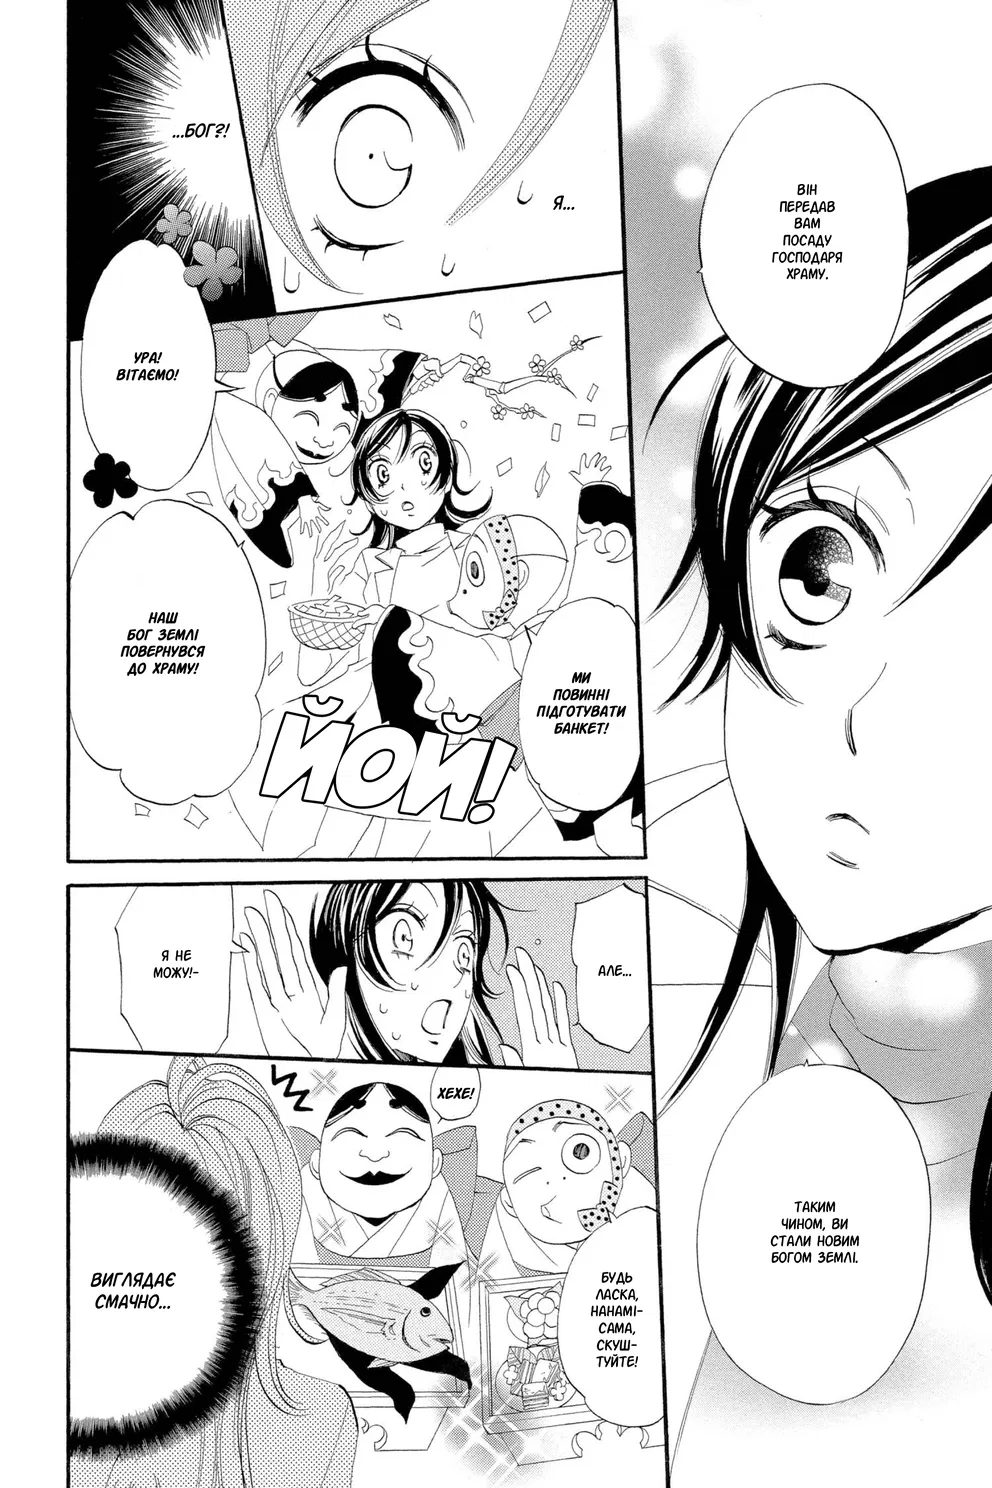 ВІН
ПЕРЕДАВ
ВАМ
ПОСАДУ
ГОСПОДАРЯ
ХРАМУ.
ТАКИМ
ЧИНОМ, ВИ
СТАЛИ НОВИМ
БОГОМ ЗЕМЛІ.
Я...
...БОГ?!
УРА!
ВІТАЄМО!
НАШ
БОГ ЗЕМЛІ
ПОВЕРНУВСЯ
ДО ХРАМУ!
МИ
ПОВИННІ
ПІДГОТУВАТИ
БАНКЕТ!
ЙОЙ!
АЛЕ...
Я НЕ
МОЖУ!-
ХЕХЕ!
БУДЬ
ЛАСКА,
НАНАМІ-
САМА,
СКУШ-
ТУЙТЕ!
ВИГЛЯДАЄ
СМАЧНО...